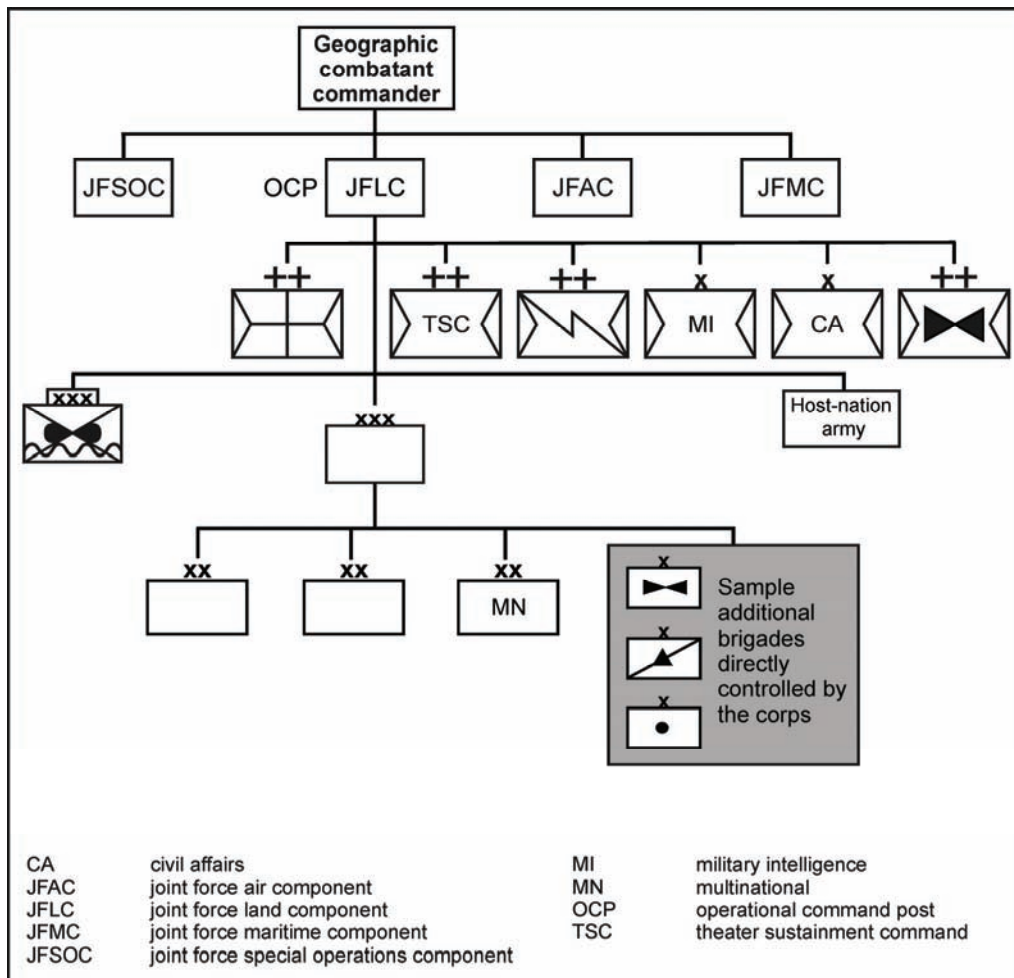 Geographic
combatant
commander
JFSOC
OCP
JFLC
JFAC
JFMC
++
++
++
x
x
++
TSC
MI
CA
xxx
xxx
Host-nation
army
xx
xx
xx
MN
x
x
x
Sample
additional
brigades
directly
controlled by
the corps
CA civil affairs
JFAC joint force air component
JFLC joint force land component
JFMC joint force maritime component
JFSOC joint force special operations component
MI military intelligence
MN multinational
OCP operational command post
TSC theater sustainment command